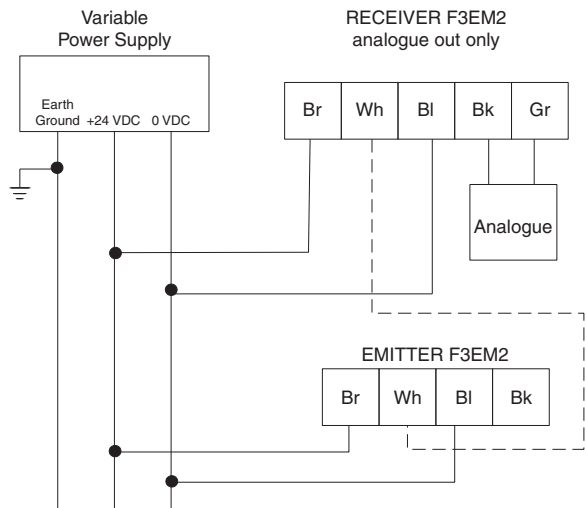 Variable
Power Supply
Earth
Ground +24 VDC 0 VDC
RECEIVER F3EM2
analogue out only
Br Wh Bl Bk Gr
Analogue
EMITTER F3EM2
Br Wh Bl Bk